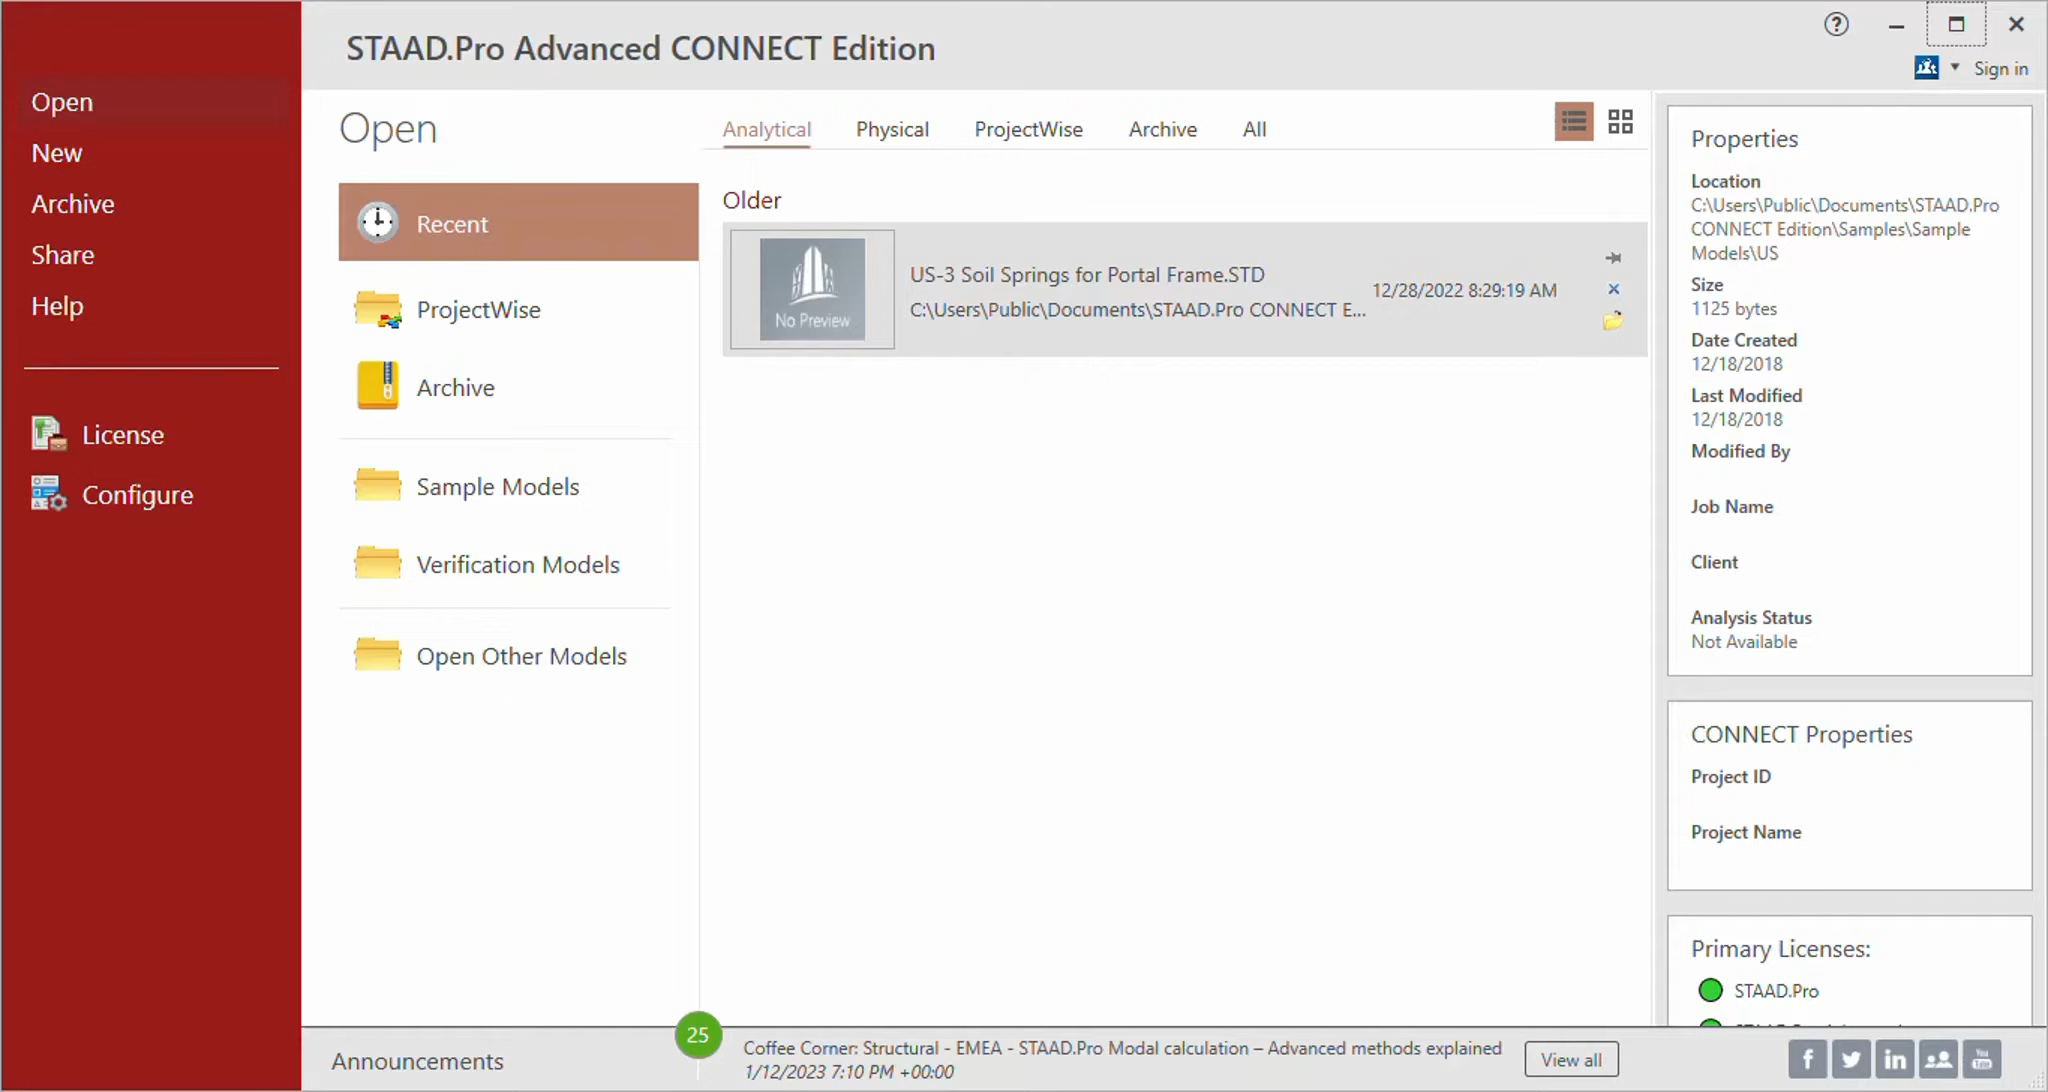 STAAD.Pro Advanced CONNECT Edition
Sign in
Open
New
Archive
Share
Help
License
Configure
Open
Recent
ProjectWise
Archive
Sample Models
Verification Models
Open Other Models
Analytical
Physical
ProjectWise
Archive
All
Older
No Preview
US-3 Soil Springs for Portal Frame.STD
C:\Users\Public\Documents\STAAD.Pro CONNECT E...
12/28/2022 8:29:19 AM
Properties
Location
C:\Users\Public\Documents\STAAD.Pro
CONNECT Edition\Samples\Sample
Models\US
Size
1125 bytes
Date Created
12/18/2018
Last Modified
12/18/2018
Modified By
Job Name
Client
Analysis Status
Not Available
CONNECT Properties
Project ID
Project Name
Primary Licenses:
STAAD.Pro
Announcements
25
Coffee Corner: Structural - EMEA - STAAD.Pro Modal calculation – Advanced methods explained
1/12/2023 7:10 PM +00:00
View all